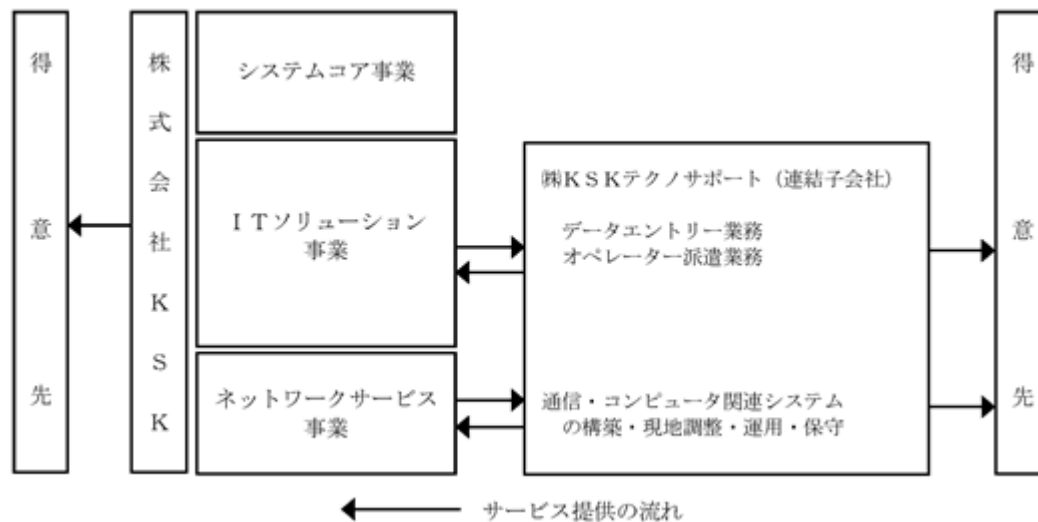 得意先
株式会社KSK
システムコア事業
ITソリューション
事業
ネットワークサービス
事業
㈱KSKテクノサポート（連結子会社）
データエントリー業務
オペレーター派遣業務
通信・コンピュータ関連システム
の構築・現地調整・運用・保守
得意先
サービス提供の流れ